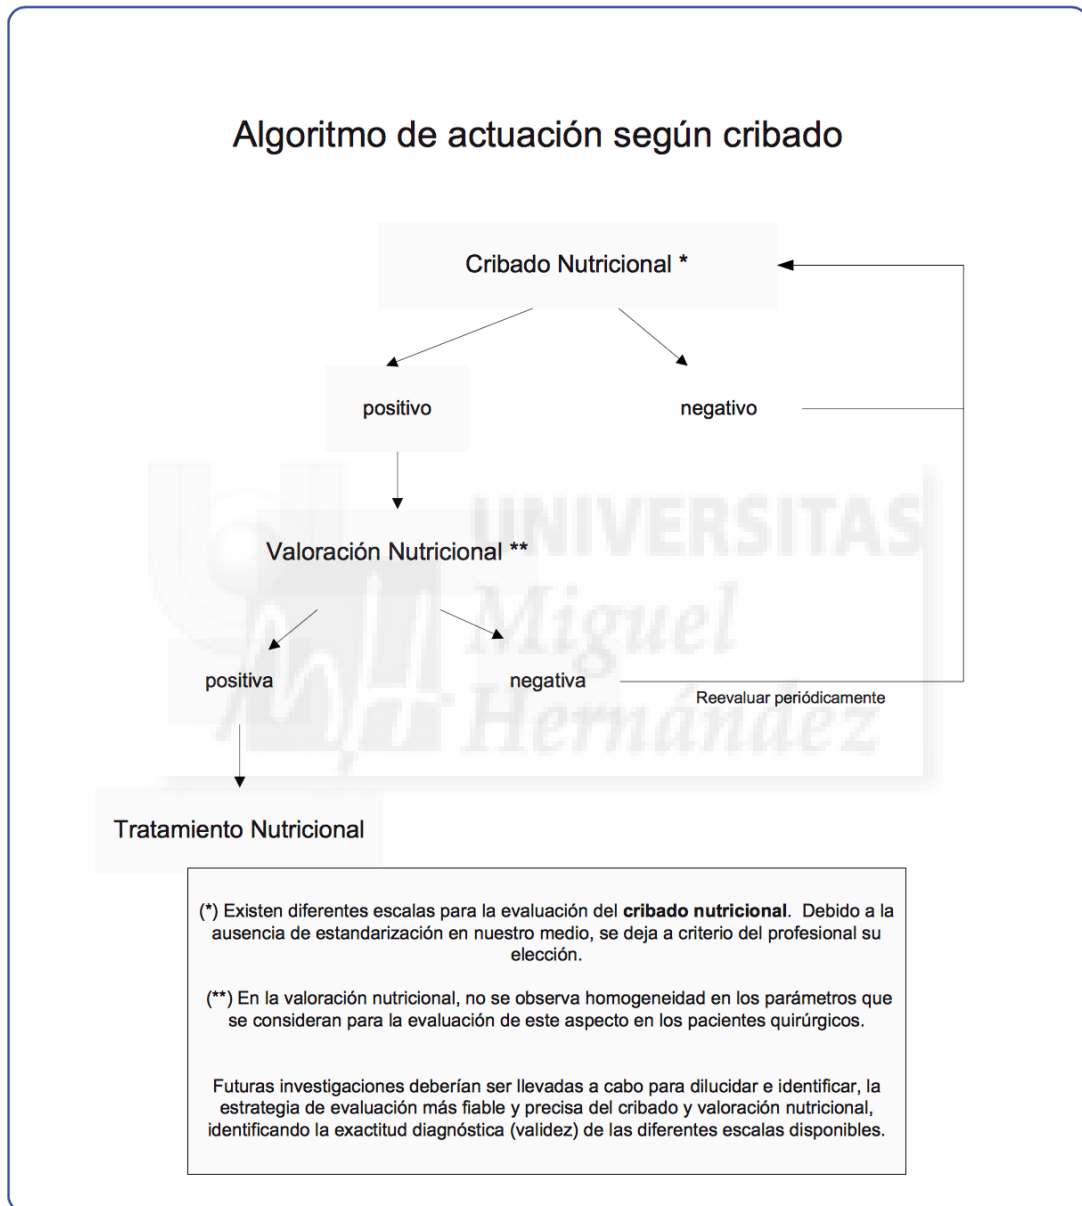 Algoritmo de actuación según cribado
Cribado Nutricional *
positivo
negativo
UNIVERSITAS
Miguel
Hernández
Valoración Nutricional **
positiva
negativa
Reevaluar periódicamente
Tratamiento Nutricional
(*) Existen diferentes escalas para la evaluación del cribado nutricional. Debido a la
ausencia de estandarización en nuestro medio, se deja a criterio del profesional su
elección.
(**) En la valoración nutricional, no se observa homogeneidad en los parámetros que
se consideran para la evaluación de este aspecto en los pacientes quirúrgicos.
Futuras investigaciones deberían ser llevadas a cabo para dilucidar e identificar, la
estrategia de evaluación más fiable y precisa del cribado y valoración nutricional,
identificando la exactitud diagnóstica (validez) de las diferentes escalas disponibles.